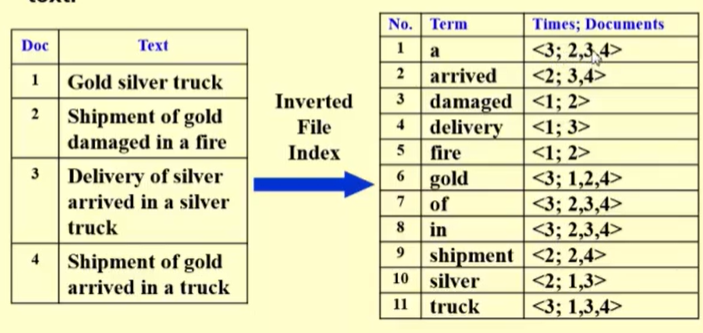 text.
Doc Text
1 Gold silver truck
2 Shipment of gold
damaged in a fire
3 Delivery of silver
arrived in a silver
truck
4 Shipment of gold
arrived in a truck
Inverted
File
Index
No. Term Times; Documents
1 a <3; 2,3,4>
2 arrived <2; 3,4>
3 damaged <1; 2>
4 delivery <1; 3>
5 fire <1; 2>
6 gold <3; 1,2,4>
7 of <3; 2,3,4>
8 in <3; 2,3,4>
9 shipment <2; 2,4>
10 silver <2; 1,3>
11 truck <3; 1,3,4>